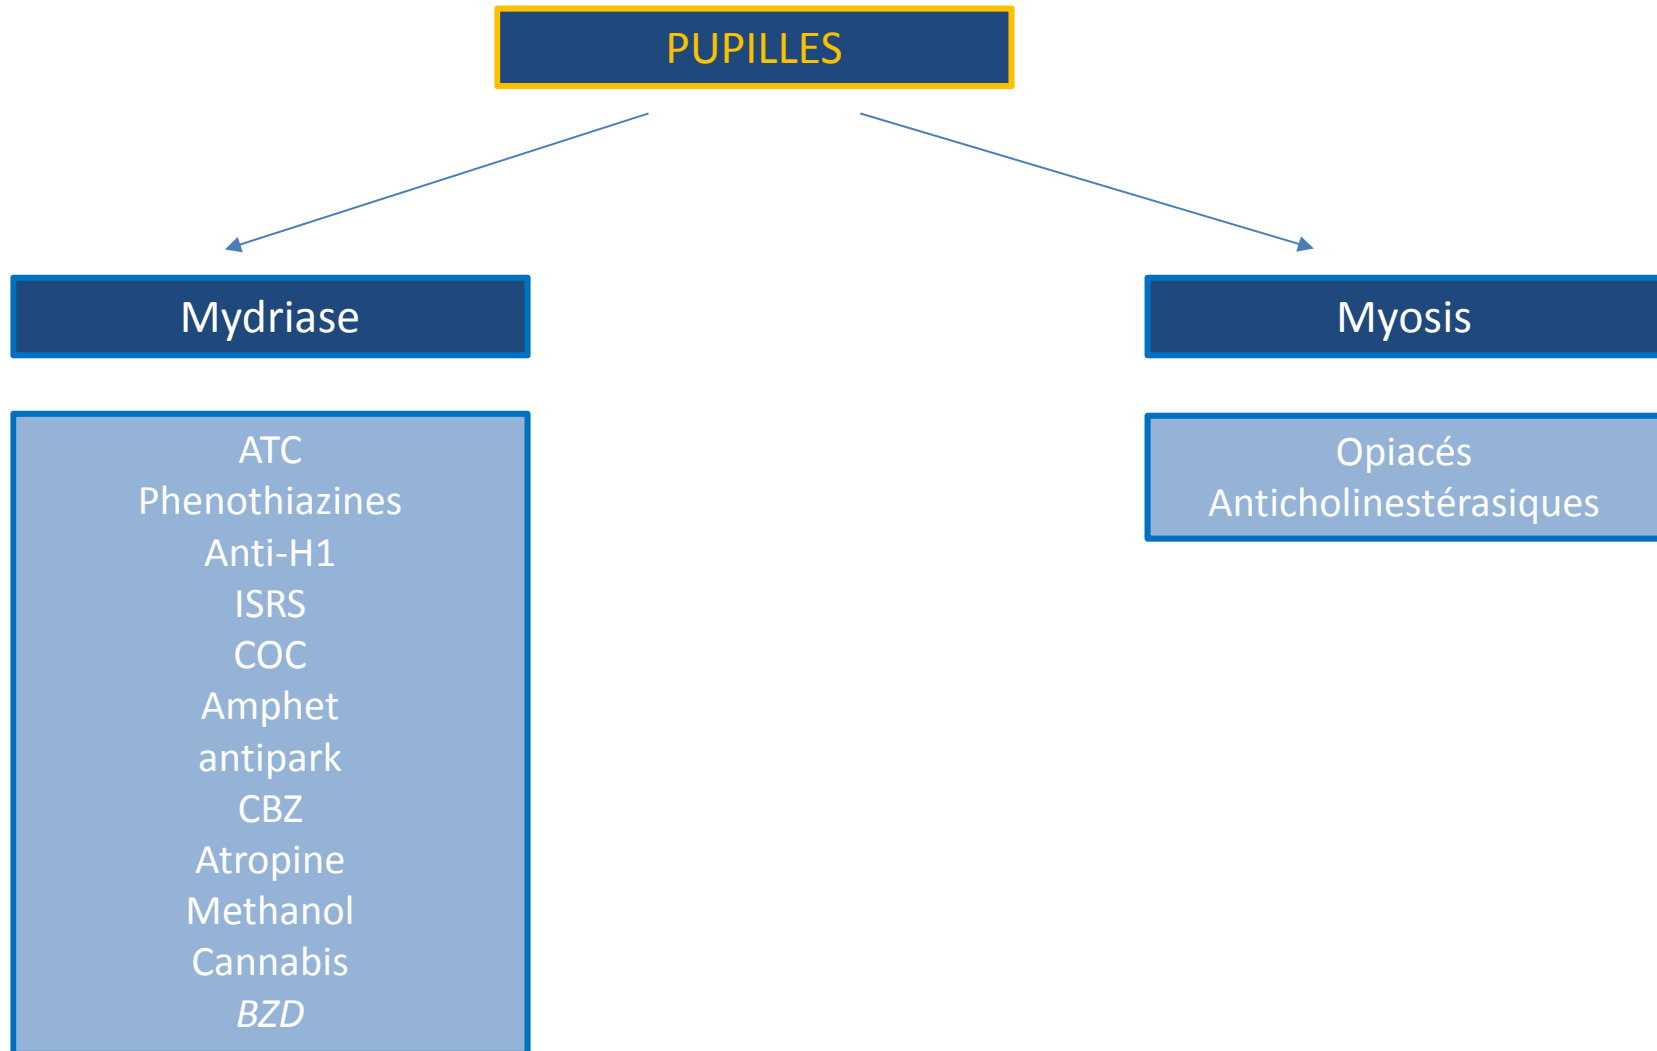 PUPILLES
Mydriase
Myosis
ATC
Phenothiazines
Anti-H1
ISRS
COC
Amphet
antipark
CBZ
Atropine
Methanol
Cannabis
BZD
Opiacés
Anticholinestérasiques